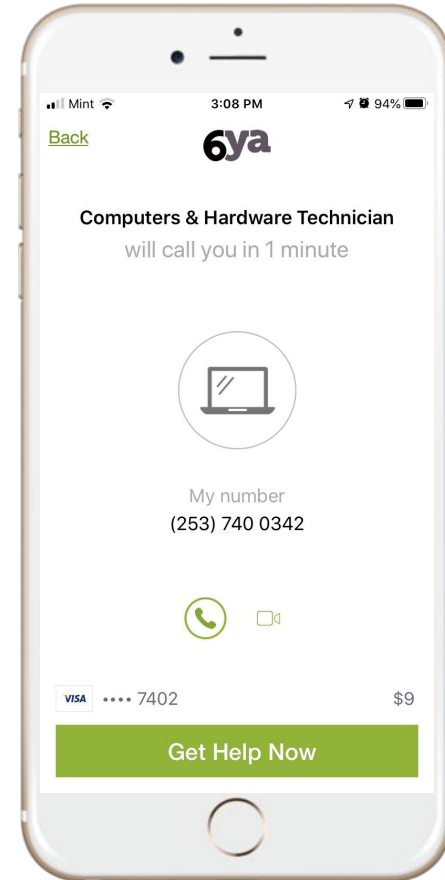 Mint 3:08 PM 94%
Back
6ya
Computers & Hardware Technician
will call you in 1 minute
My number
(253) 740 0342
VISA •••• 7402 $9
Get Help Now